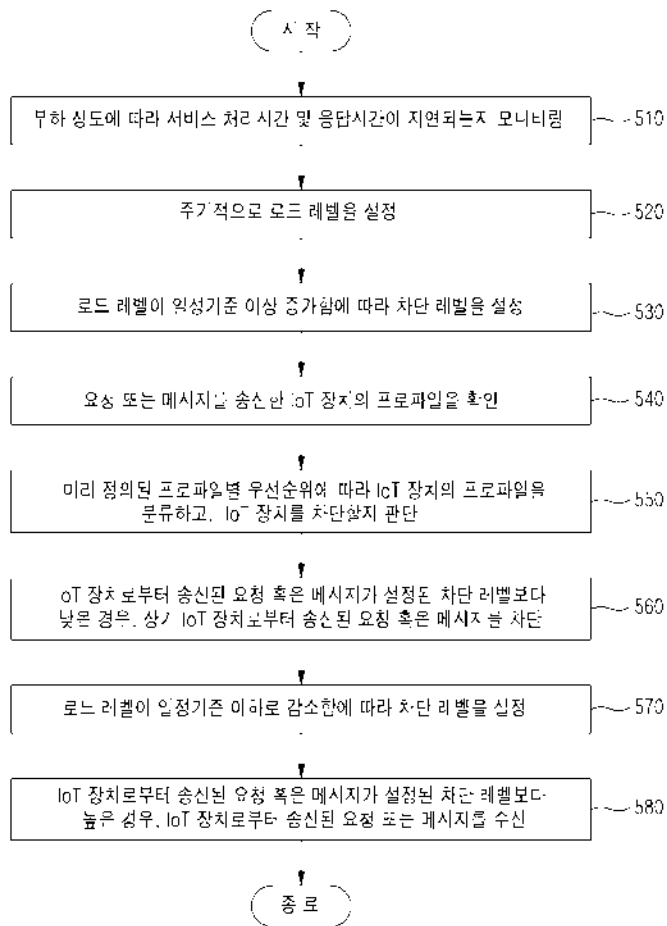 시 작
부하 상도에 따라 서비스 처리시간 및 응답시간이 지연되는지 모니터링
510
주기적으로 로드 레벨을 설정
520
로드 레벨이 일정기준 이상 증가함에 따라 차단 레벨을 설정
530
요청 또는 메시지를 송신한 IoT 장치의 프로파일을 확인
540
미리 정의된 프로파일별 우선순위에 따라 IoT 장치의 프로파일을
분류하고, IoT 장치를 차단할지 판단
550
IoT 장치로부터 송신된 요청 혹은 메시지가 설정된 차단 레벨보다
낮은 경우, 상기 IoT 장치로부터 송신된 요청 혹은 메시지를 차단
560
로드 레벨이 일정기준 이하로 감소함에 따라 차단 레벨을 설정
570
IoT 장치로부터 송신된 요청 혹은 메시지가 설정된 차단 레벨보다
높은 경우, IoT 장치로부터 송신된 요청 또는 메시지를 수신
580
종 료